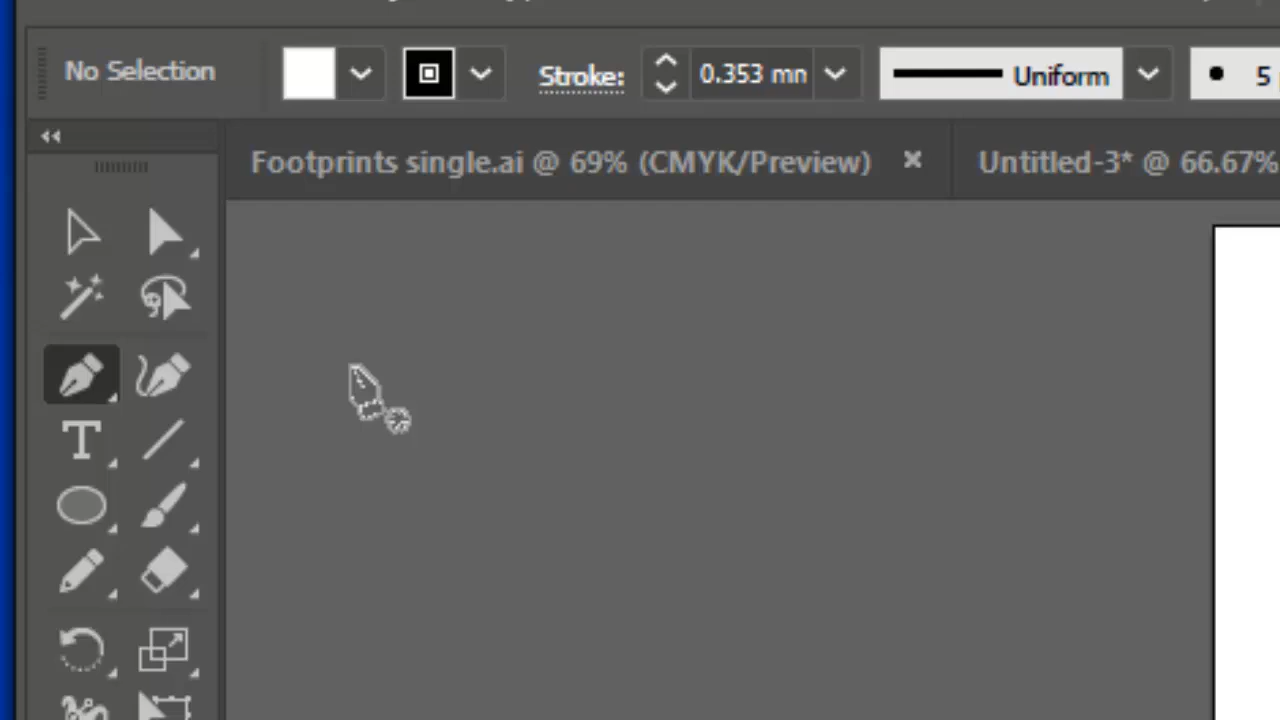 No Selection
Stroke:
0.353 mn
Uniform
5
Footprints single.ai @ 69% (CMYK/Preview)
Untitled-3* @ 66.67%